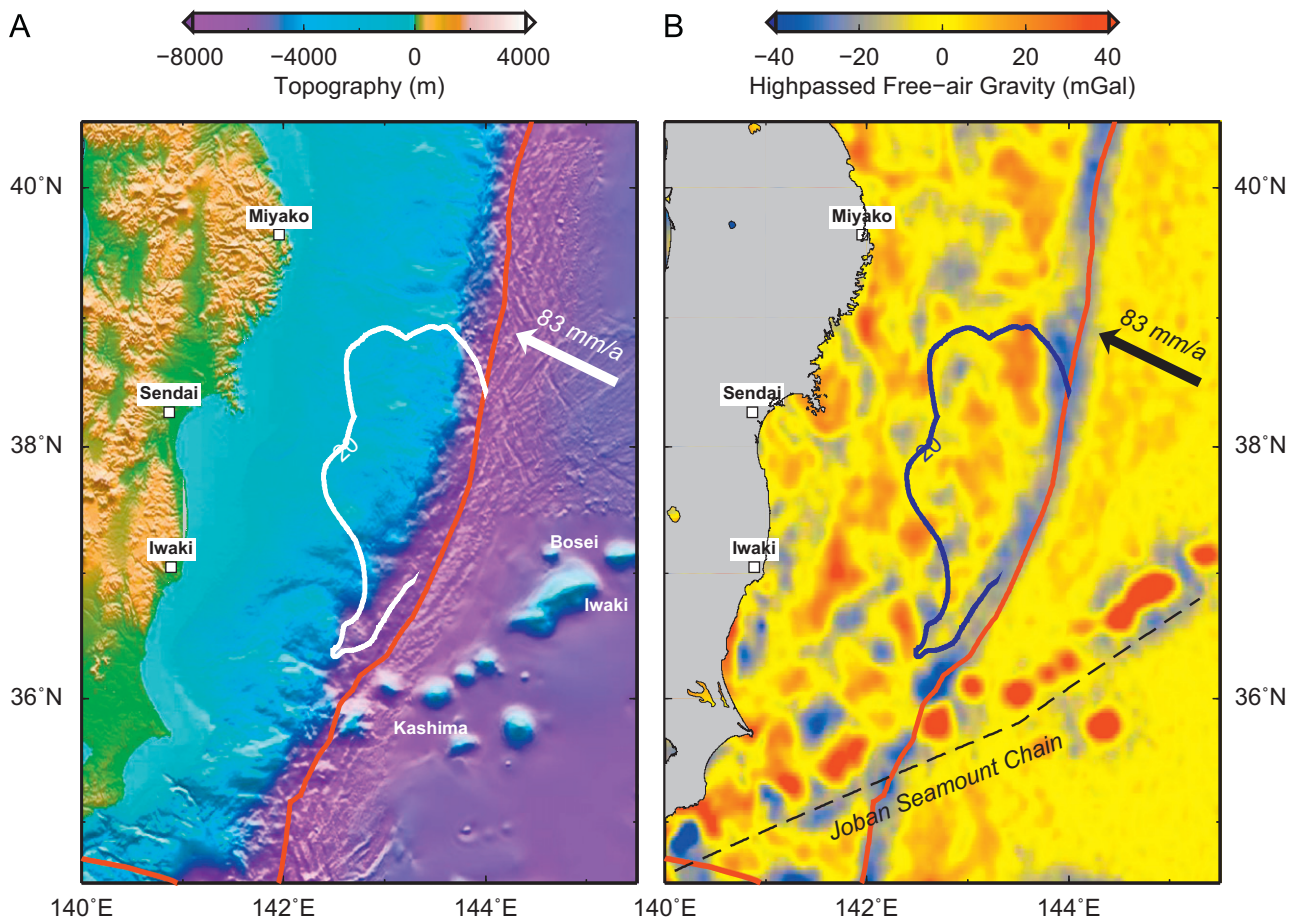 A
−8000 −4000 0 4000
Topography (m)
40°N
38°N
36°N
140°E 142°E 144°E
Miyako
Sendai
Iwaki
83 mm/a
20
Bosei
Iwaki
Kashima
B
−40 −20 0 20 40
Highpassed Free−air Gravity (mGal)
40°N
38°N
36°N
140°E 142°E 144°E
Miyako
Sendai
Iwaki
83 mm/a
20
Joban Seamount Chain